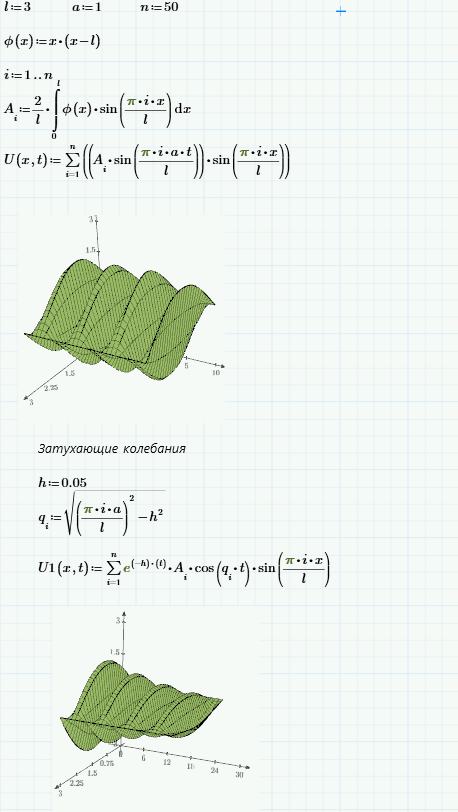 l:=3 a:=1 n:=50
ϕ(x):=x·(x−l)
i:=1..n
A_i:=2/l·∫_0^l ϕ(x)·sin(π·i·x/l) dx
U(x,t):=∑_{i=1}^n((A_i·sin(π·i·a·t/l))·sin(π·i·x/l))
3
1.5
5
10
1.5
2.25
3
Затухающие колебания
h:=0.05
q_i:=√((π·i·a/l)^2−h^2)
U1(x,t):=∑_{i=1}^n e^{(−h)·(t)}·A_i·cos(q_i·t)·sin(π·i·x/l)
3
1.5
0 6 12 18 24 30
0.75
1.5
2.25
3